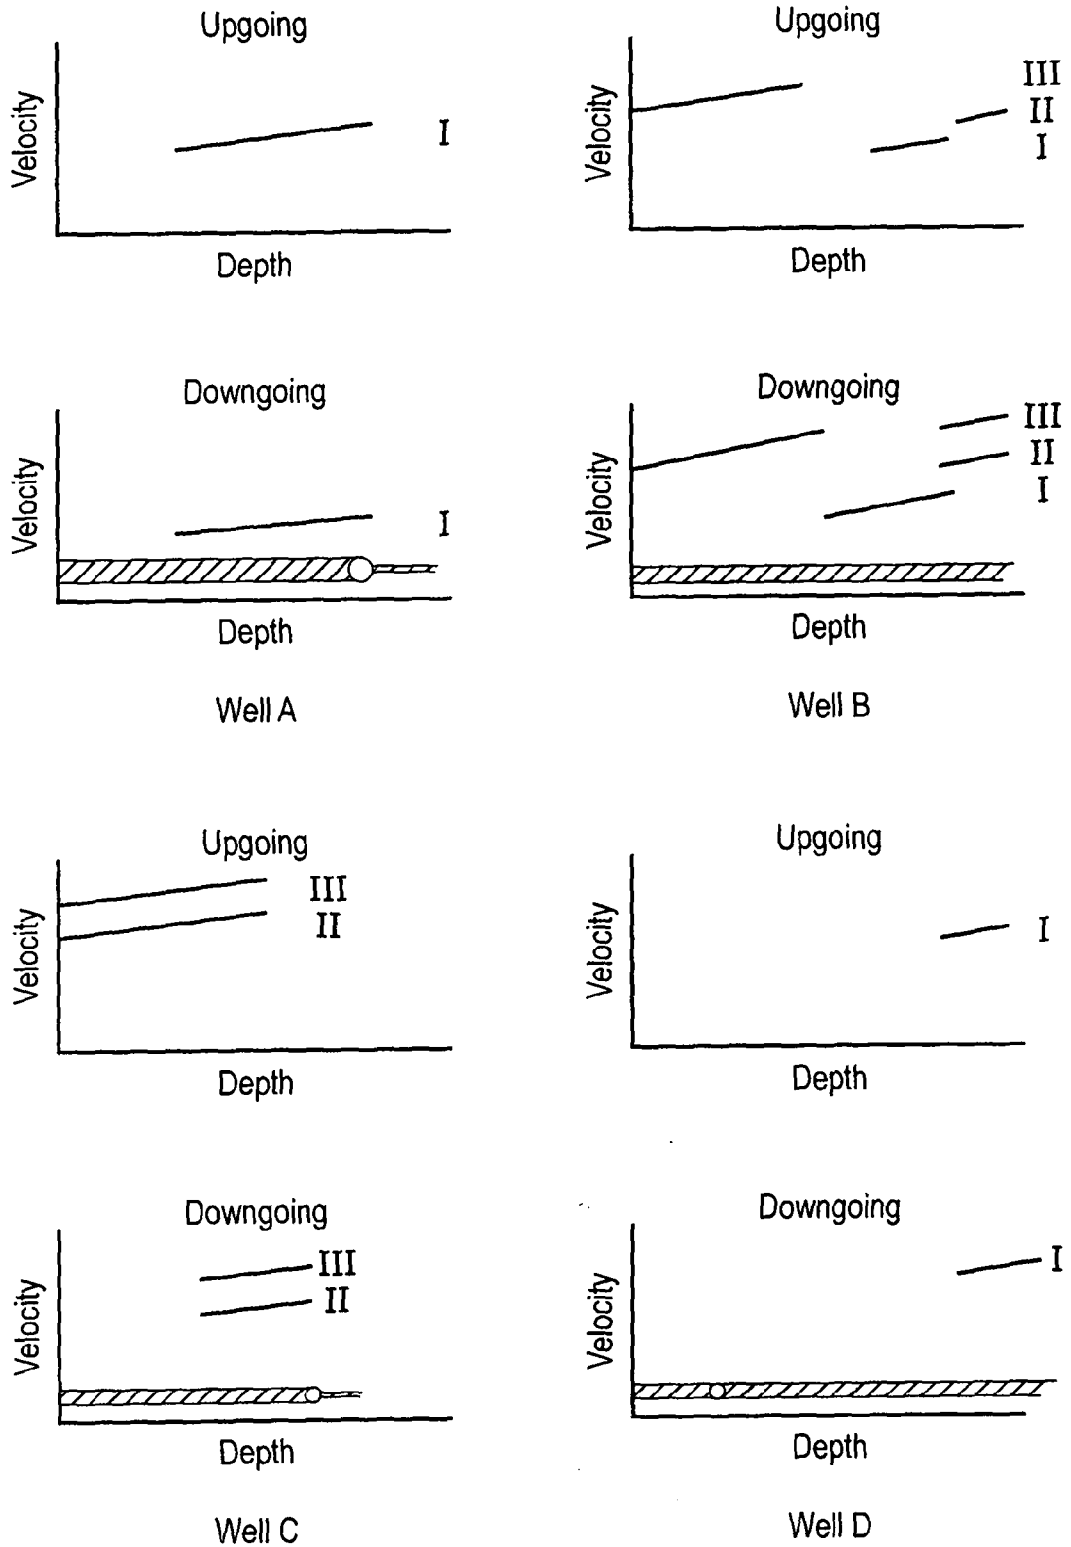 Upgoing
Velocity
I
Depth
Upgoing
Velocity
III
II
I
Depth
Downgoing
Velocity
I
Depth
Well A
Downgoing
Velocity
III
II
I
Depth
Well B
Upgoing
Velocity
III
II
Depth
Upgoing
Velocity
I
Depth
Downgoing
Velocity
III
II
Depth
Well C
Downgoing
Velocity
I
Depth
Well D